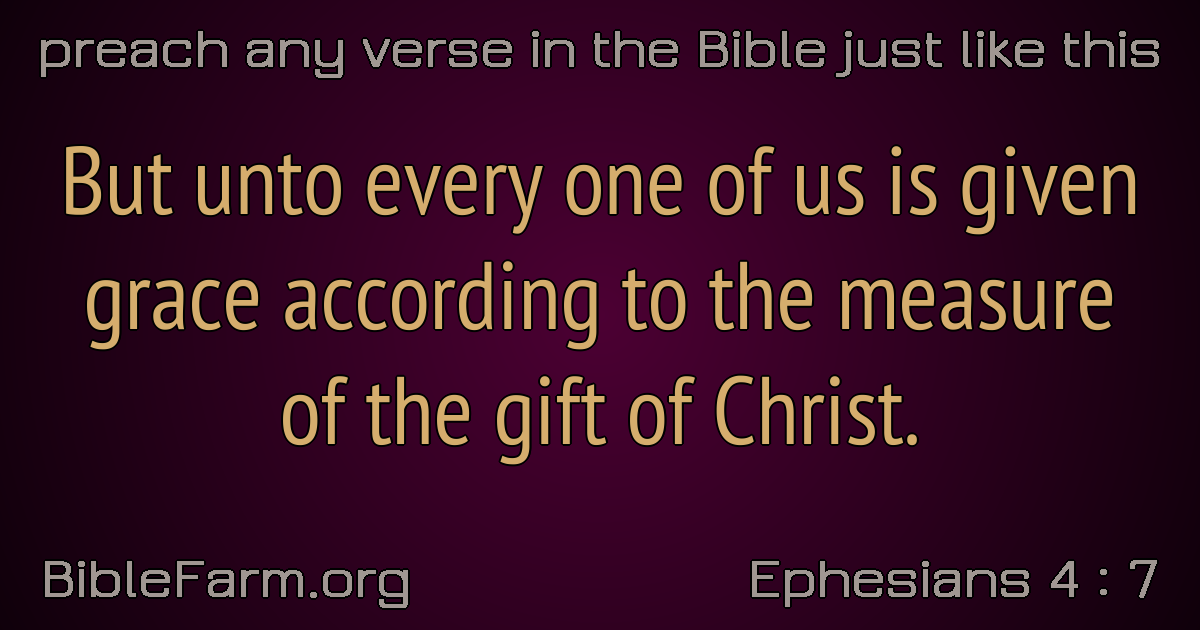 preach any verse in the Bible just like this
But unto every one of us is given
grace according to the measure
of the gift of Christ.
BibleFarm.org
Ephesians 4 : 7